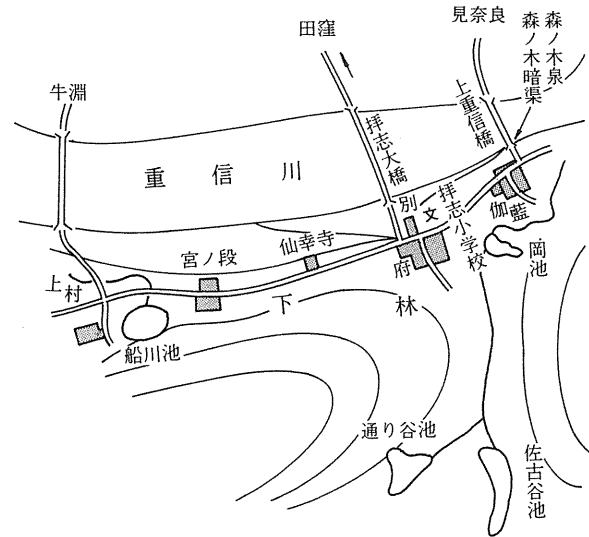 田窪
見奈良
森ノ木泉
森ノ木暗渠
牛淵
上重信橋
拝志大橋
重信川
別府
文
拝志小学校
伽藍
岡池
仙幸寺
宮ノ段
上村
下林
船川池
通り谷池
佐古谷池